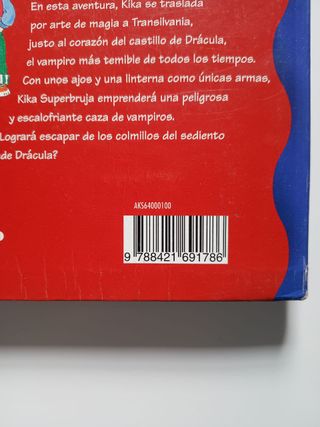 En esta aventura, Kika se traslada
por arte de magia a Transilvania,
justo al corazón del castillo de Drácula,
el vampiro más temible de todos los tiempos.
Con unos ajos y una linterna como únicas armas,
Kika Superbruja emprenderá una peligrosa
y escalofriante caza de vampiros.
Logrará escapar de los colmillos del sediento
de Drácula?
AKS64000100
9 788421 691786